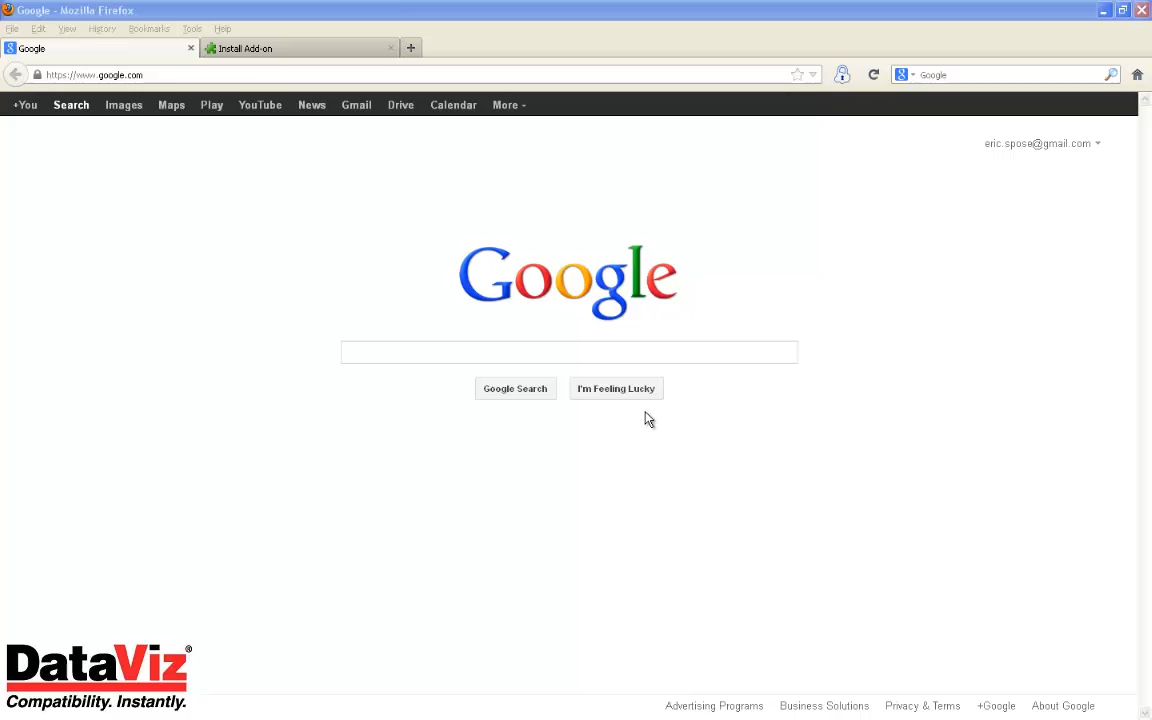 Google - Mozilla Firefox
File Edit View History Bookmarks Tools Help
Google Install Add-on
https://www.google.com Google
+You Search Images Maps Play YouTube News Gmail Drive Calendar More
eric.spose@gmail.com
Google
Google Search I'm Feeling Lucky
DataViz®
Compatibility. Instantly.
Advertising Programs Business Solutions Privacy & Terms +Google About Google